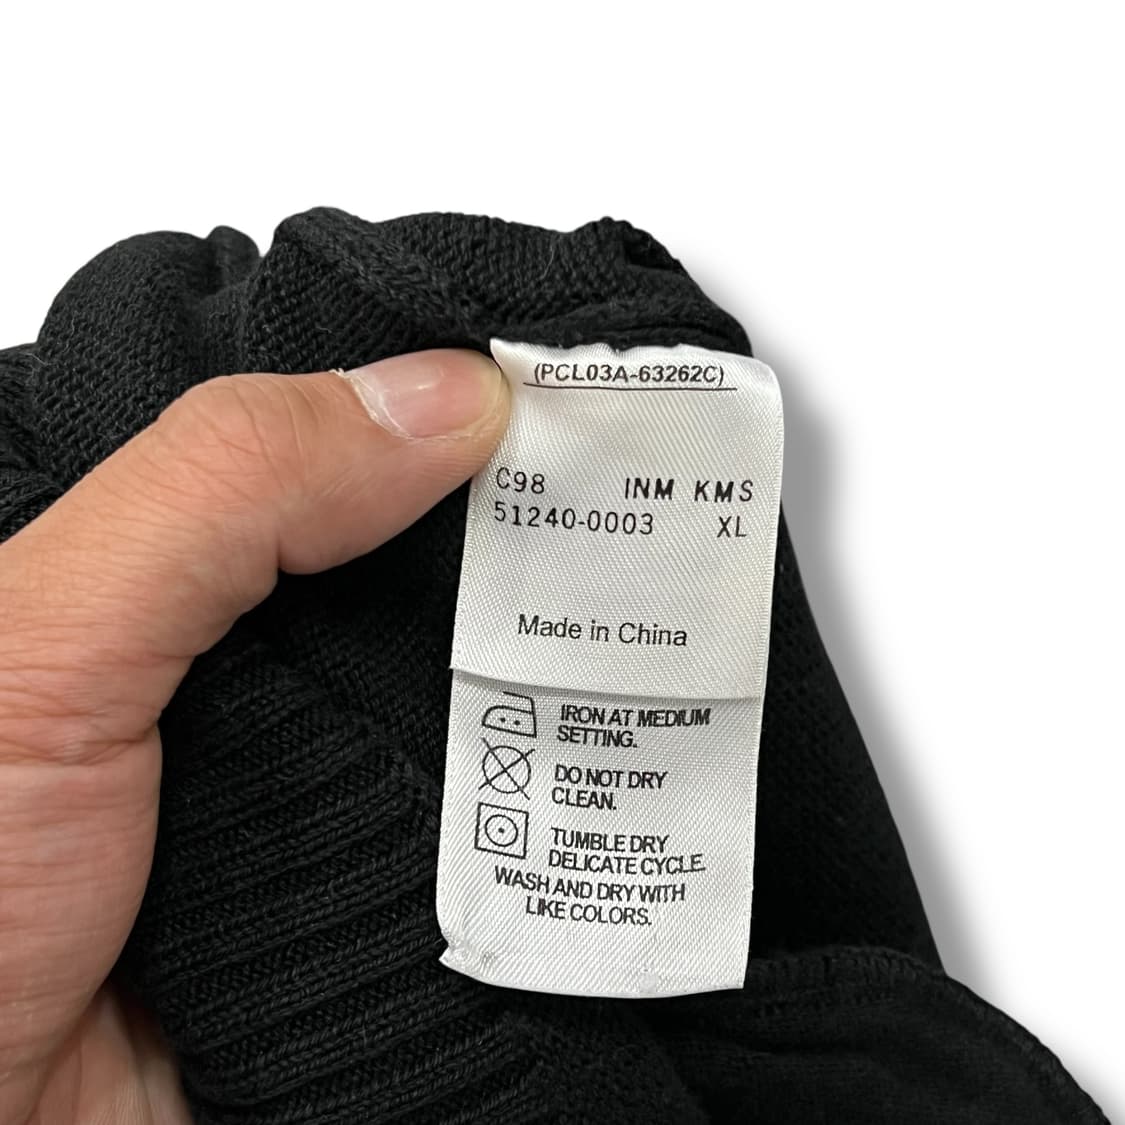 (PCL03A-63262C)
C98 INM KMS
51240-0003 XL
Made in China
IRON AT MEDIUM
SETTING.
DO NOT DRY
CLEAN.
TUMBLE DRY
DELICATE CYCLE.
WASH AND DRY WITH
LIKE COLORS.